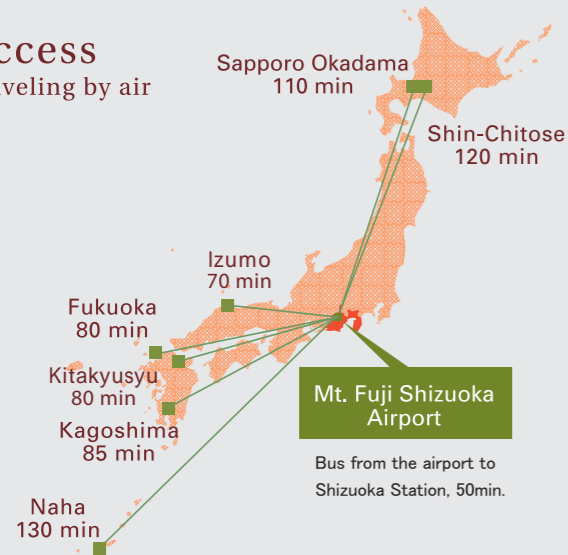 ccess
veling by air
Sapporo Okadama
110 min
Shin-Chitose
120 min
Izumo
70 min
Fukuoka
80 min
Kitakyusyu
80 min
Kagoshima
85 min
Naha
130 min
Mt. Fuji Shizuoka
Airport
Bus from the airport to
Shizuoka Station, 50min.